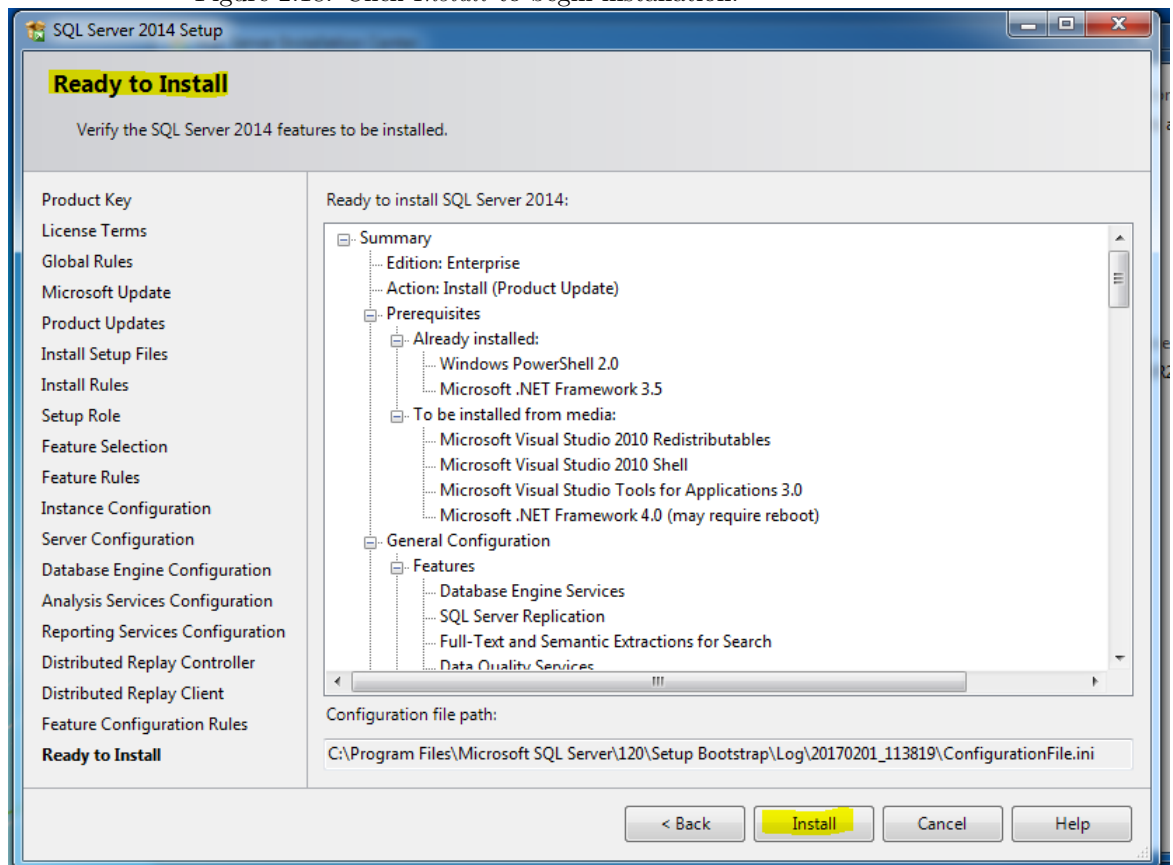 SQL Server 2014 Setup
Ready to Install
Verify the SQL Server 2014 features to be installed.
Product Key
License Terms
Global Rules
Microsoft Update
Product Updates
Install Setup Files
Install Rules
Setup Role
Feature Selection
Feature Rules
Instance Configuration
Server Configuration
Database Engine Configuration
Analysis Services Configuration
Reporting Services Configuration
Distributed Replay Controller
Distributed Replay Client
Feature Configuration Rules
Ready to Install
Ready to install SQL Server 2014:
Summary
Edition: Enterprise
Action: Install (Product Update)
Prerequisites
Already installed:
Windows PowerShell 2.0
Microsoft .NET Framework 3.5
To be installed from media:
Microsoft Visual Studio 2010 Redistributables
Microsoft Visual Studio 2010 Shell
Microsoft Visual Studio Tools for Applications 3.0
Microsoft .NET Framework 4.0 (may require reboot)
General Configuration
Features
Database Engine Services
SQL Server Replication
Full-Text and Semantic Extractions for Search
Data Quality Services
Configuration file path:
C:\Program Files\Microsoft SQL Server\120\Setup Bootstrap\Log\20170201_113819\ConfigurationFile.ini
< Back
Install
Cancel
Help